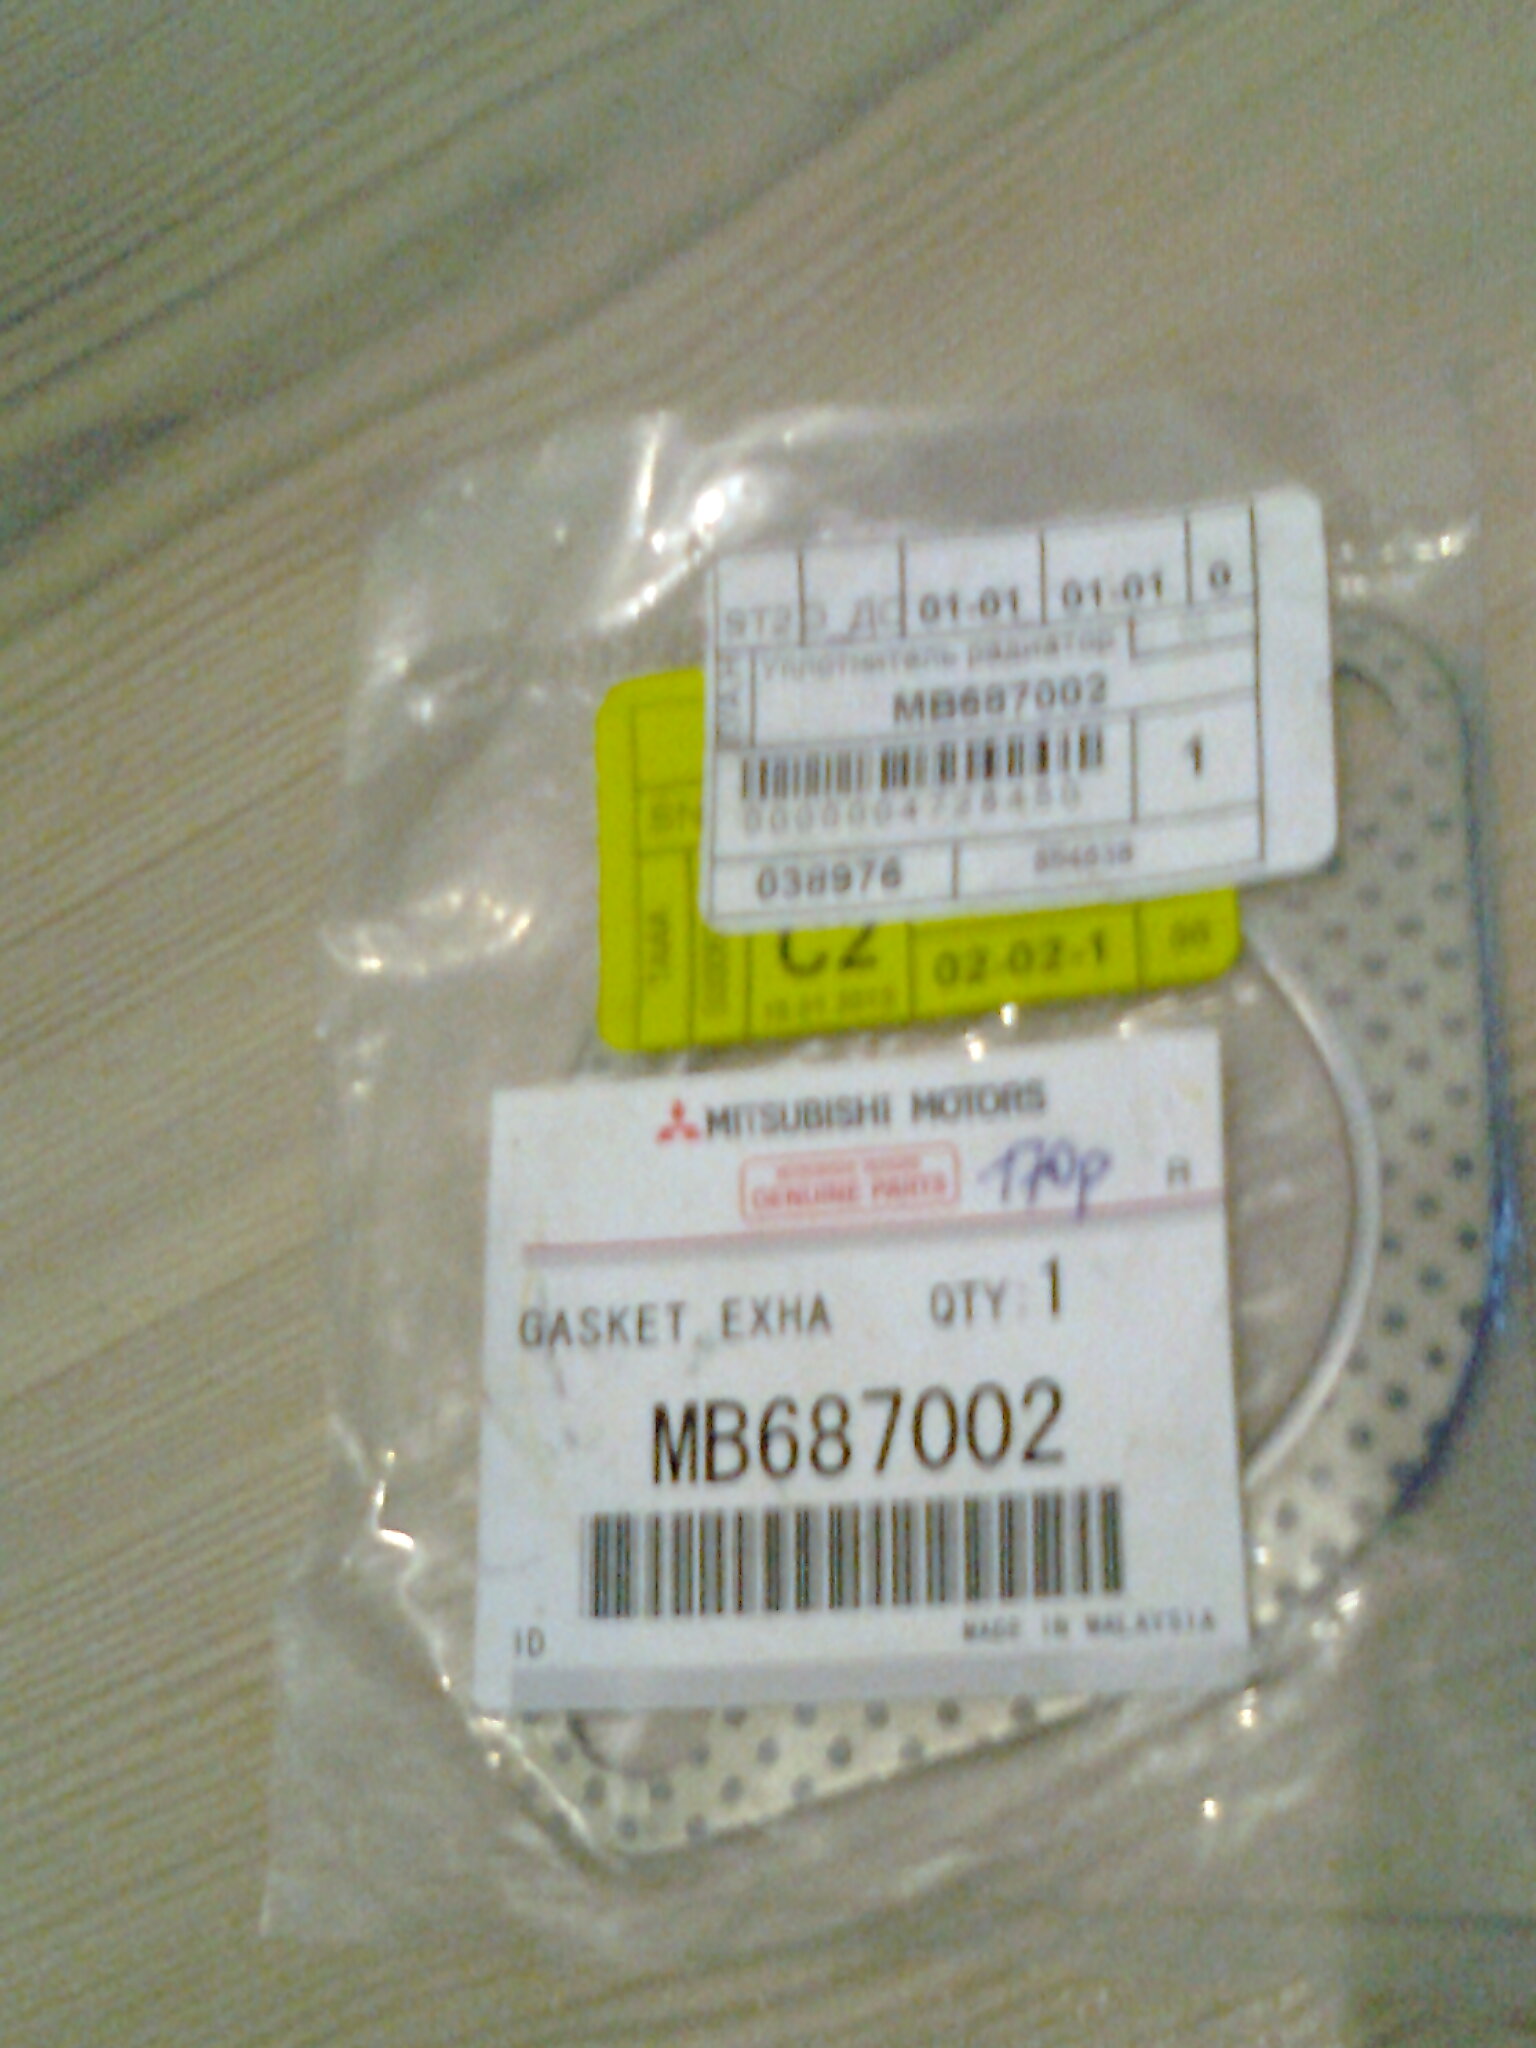 01-01 01-01 0
Уплотнитель радиатор
MB687002
1
038976
C2 02-02-1
MITSUBISHI MOTORS
GENUINE PARTS 170р R
GASKET, EXHA QTY: 1
MB687002
ID MADE IN MALAYSIA